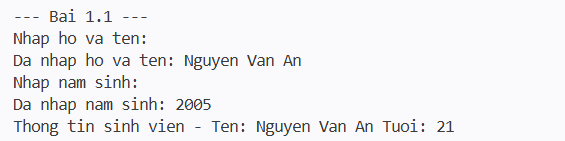 --- Bai 1.1 ---
Nhap ho va ten:
Da nhap ho va ten: Nguyen Van An
Nhap nam sinh:
Da nhap nam sinh: 2005
Thong tin sinh vien - Ten: Nguyen Van An Tuoi: 21